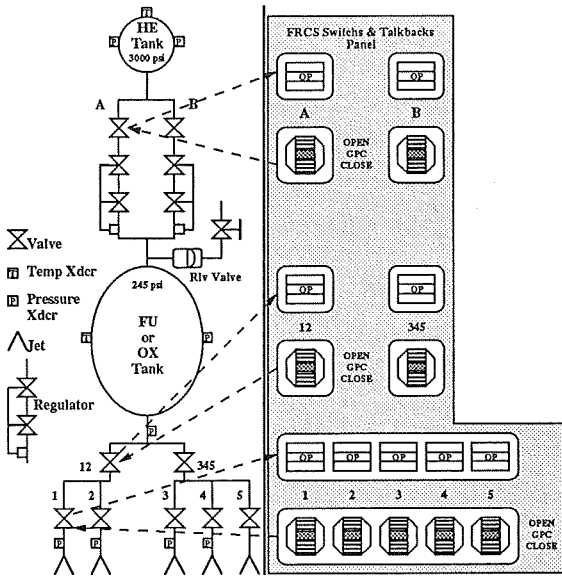 T
HE
Tank
3000 psi
P
P
A
B
FRCS Switchs & Talkbacks
Panel
OP
OP
A
B
OPEN
GPC
CLOSE
Valve
T Temp Xdcr
P Pressure
Xdcr
Jet
Regulator
Rlv Valve
245 psi
FU
or
OX
Tank
T
P
P
OP
OP
12
345
OPEN
GPC
CLOSE
12
345
1
2
3
4
5
P
P
P
P
OP
OP
OP
OP
OP
1
2
3
4
5
OPEN
GPC
CLOSE